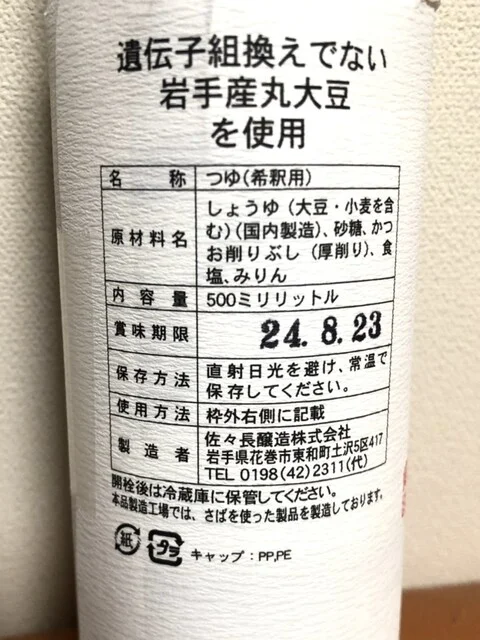 遺伝子組換えでない
岩手産丸大豆
を使用
名称 つゆ(希釈用)
原材料名 しょうゆ(大豆・小麦を含
む)(国内製造)、砂糖、かつ
お削りぶし(厚削り)、食
塩、みりん
内容量 500ミリリットル
賞味期限 24.8.23
保存方法 直射日光を避け、常温で
保存してください。
使用方法 枠外右側に記載
製造者 佐々長醸造株式会社
岩手県花巻市東和町土沢5区417
TEL 0198(42)2311(代)
開栓後は冷蔵庫に保管してください。
本品製造工場では、さばを使った製品を製造しております。
紙 プラ キャップ:PP,PE